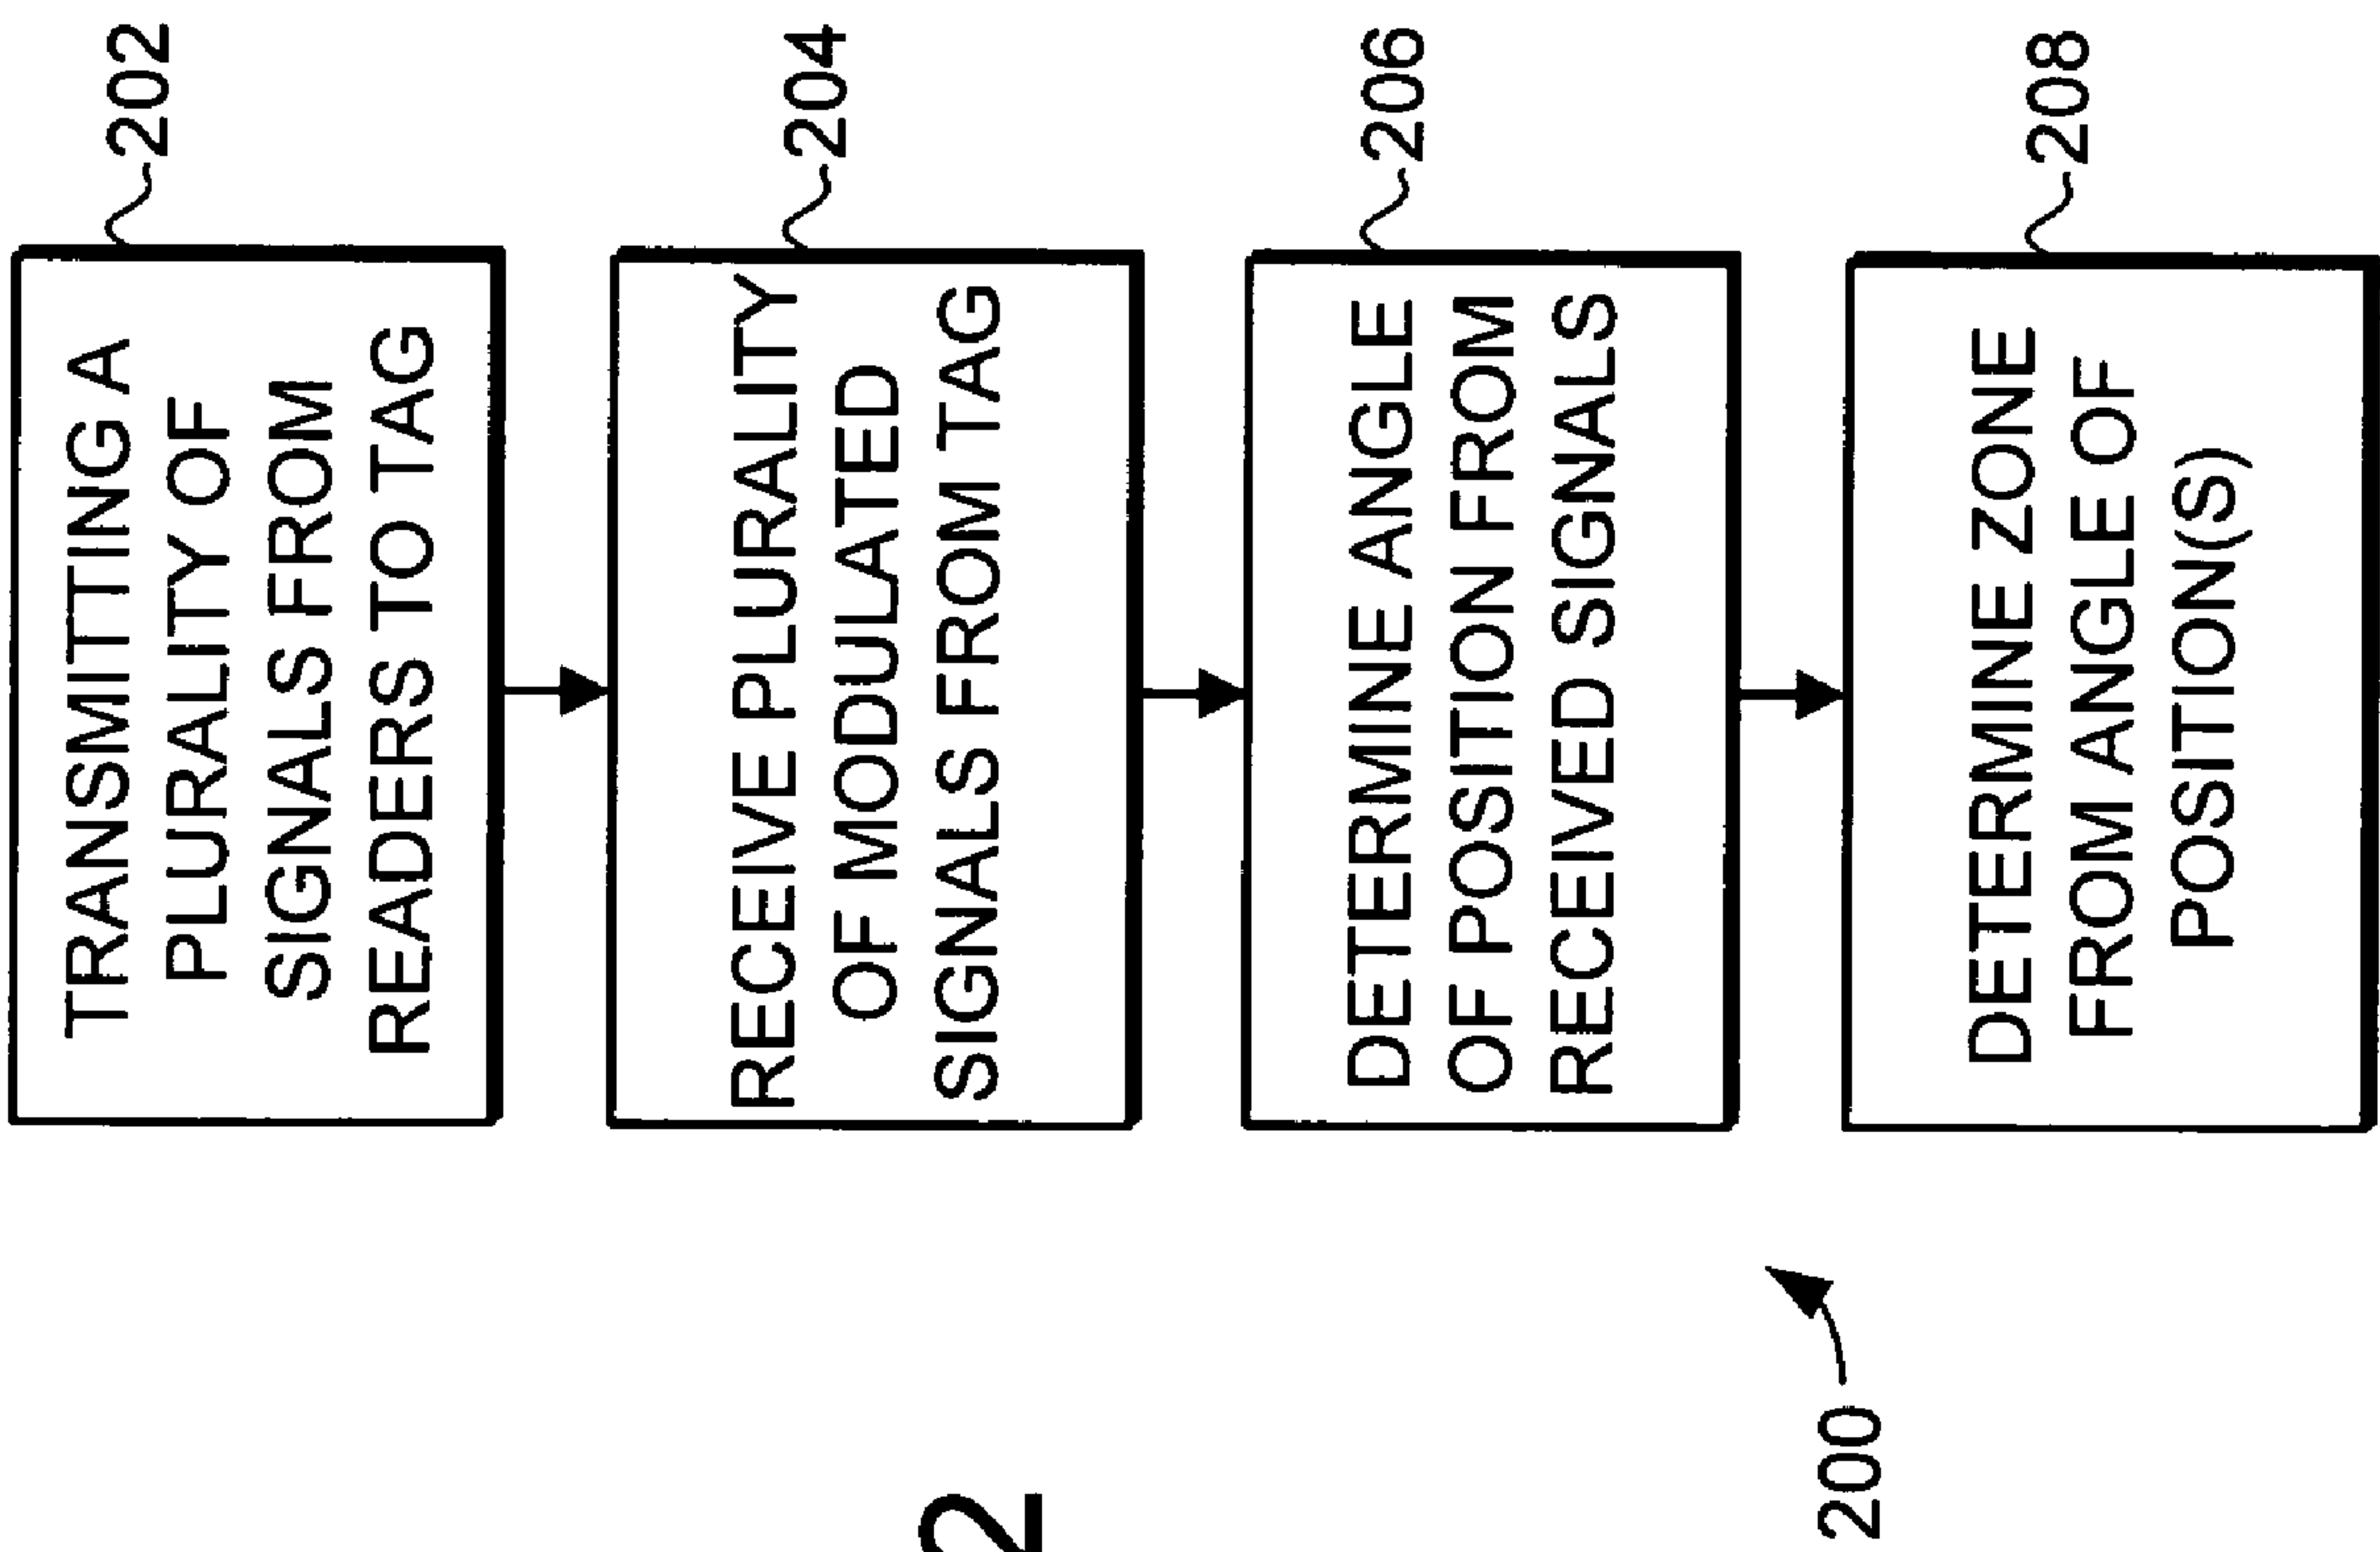 TRANSMITTING A
PLURALITY OF
SIGNALS FROM
READERS TO TAG
202
RECEIVE PLURALITY
OF MODULATED
SIGNALS FROM TAG
204
DETERMINE ANGLE
OF POSITION FROM
RECEIVED SIGNALS
206
DETERMINE ZONE
FROM ANGLE OF
POSITION(S)
208
200
2